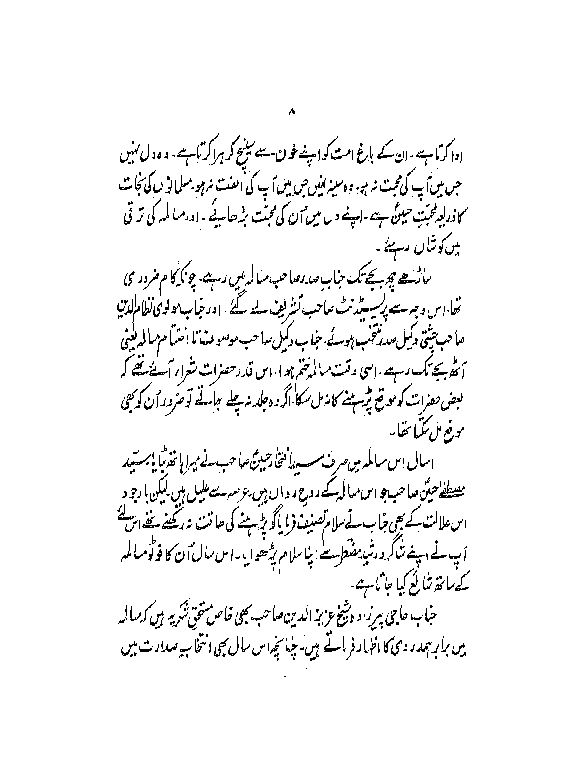 ۸
ادا کرتا ہے۔ ان کے باغ امت کو اپنے خون سے سینچ کر ہرا کرتا ہے۔ وہ دل نہیں
جس میں آپ کی محبت نہ ہو۔ وہ سینہ نہیں جس میں آپ کی الفت نہ ہو۔ مسلمانوں کی نجات
کا ذریعہ محبتِ حسینؑ ہے۔ اپنے دل میں اُن کی محبت بڑھائیے۔ اور مسالمہ کی ترقی
میں کوشاں رہیئے۔
ساڑھے چھ بجے تک جناب صدر صاحب مسالمہ میں رہے۔ چونکہ کام ضروری
تھا۔ اس وجہ سے پریسیڈنٹ صاحب تشریف لے گئے۔ اور جناب مولوی نظام الدین
صاحب چشتی وکیل صدر منتخب ہوئے۔ جناب وکیل صاحب موصوف تا اختتام مسالمہ یعنی
آٹھ بجے تک رہے۔ اسی وقت مسالمہ ختم ہوا۔ اس قدر حضرات شعراء آئے تھے کہ
بعض حضرات کو موقع پڑھنے کا نہ مل سکا۔ اگر وہ جلد نہ چلے جاتے تو ضرور اُن کو بھی
موقع مل سکتا تھا۔
امسال اس مسالمہ میں صرف سید افتخار حسین صاحب نے میرا ہاتھ بٹایا۔ سید
مصطفےٰ حسین صاحب جو اس مسالمہ کے روح رواں ہیں۔ عرصہ سے علیل ہیں۔ لیکن باوجود
اس علالت کے بھی جناب نے سلام تصنیف فرمایا گو پڑھنے کی طاقت نہ رکھتے تھے اس لئے
آپ نے اپنے شاگرد رشید مضطر سے اپنا سلام پڑھوایا۔ اس سال اُن کا فوٹو مسالمہ
کے ساتھ شائع کیا جاتا ہے۔
جناب حاجی پیرزادہ شیخ عزیز الدین صاحب بھی خاص مستحق شکریہ ہیں کہ مسالمہ
میں برابر ہمدردی کا اظہار فرماتے ہیں۔ چنانچہ اس سال بھی انتخابِ صدارت میں